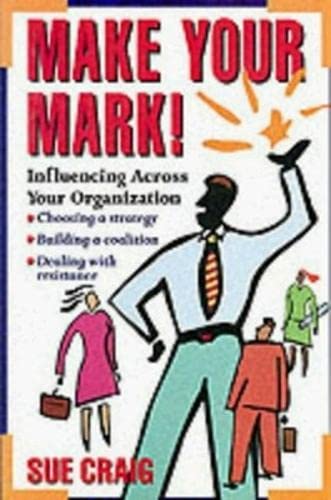 MAKE YOUR
MARK!
Influencing Across
Your Organization
Choosing a strategy
Building a coalition
Dealing with
resistance
SUE CRAIG